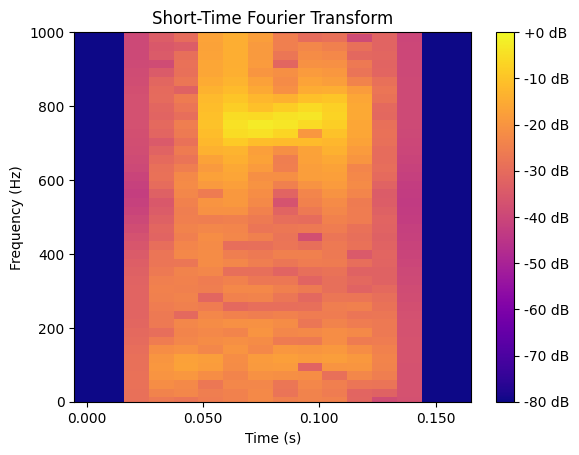 Short-Time Fourier Transform
1000
800
600
400
200
0
Frequency (Hz)
0.000
0.050
0.100
0.150
Time (s)
+0 dB
-10 dB
-20 dB
-30 dB
-40 dB
-50 dB
-60 dB
-70 dB
-80 dB